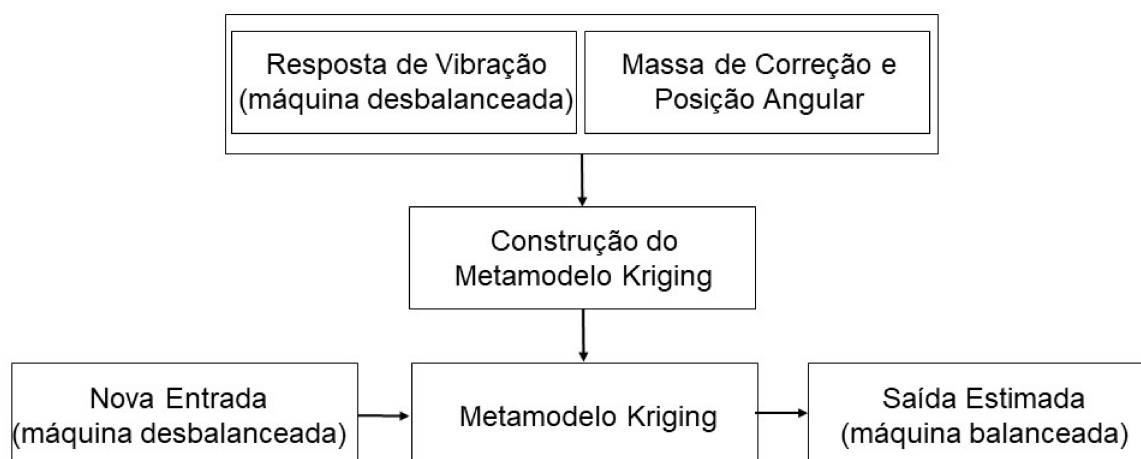 Resposta de Vibração
(máquina desbalanceada)
Massa de Correção e
Posição Angular
Construção do
Metamodelo Kriging
Nova Entrada
(máquina desbalanceada)
Metamodelo Kriging
Saída Estimada
(máquina balanceada)